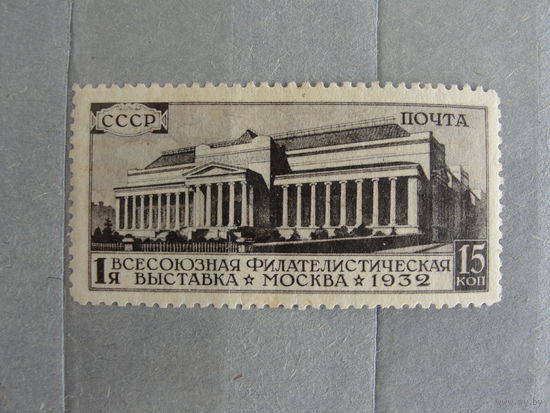 СССР
ПОЧТА
1Я ВСЕСОЮЗНАЯ ФИЛАТЕЛИСТИЧЕСКАЯ
ВЫСТАВКА ☆ МОСКВА ☆ 1932
15
КОП